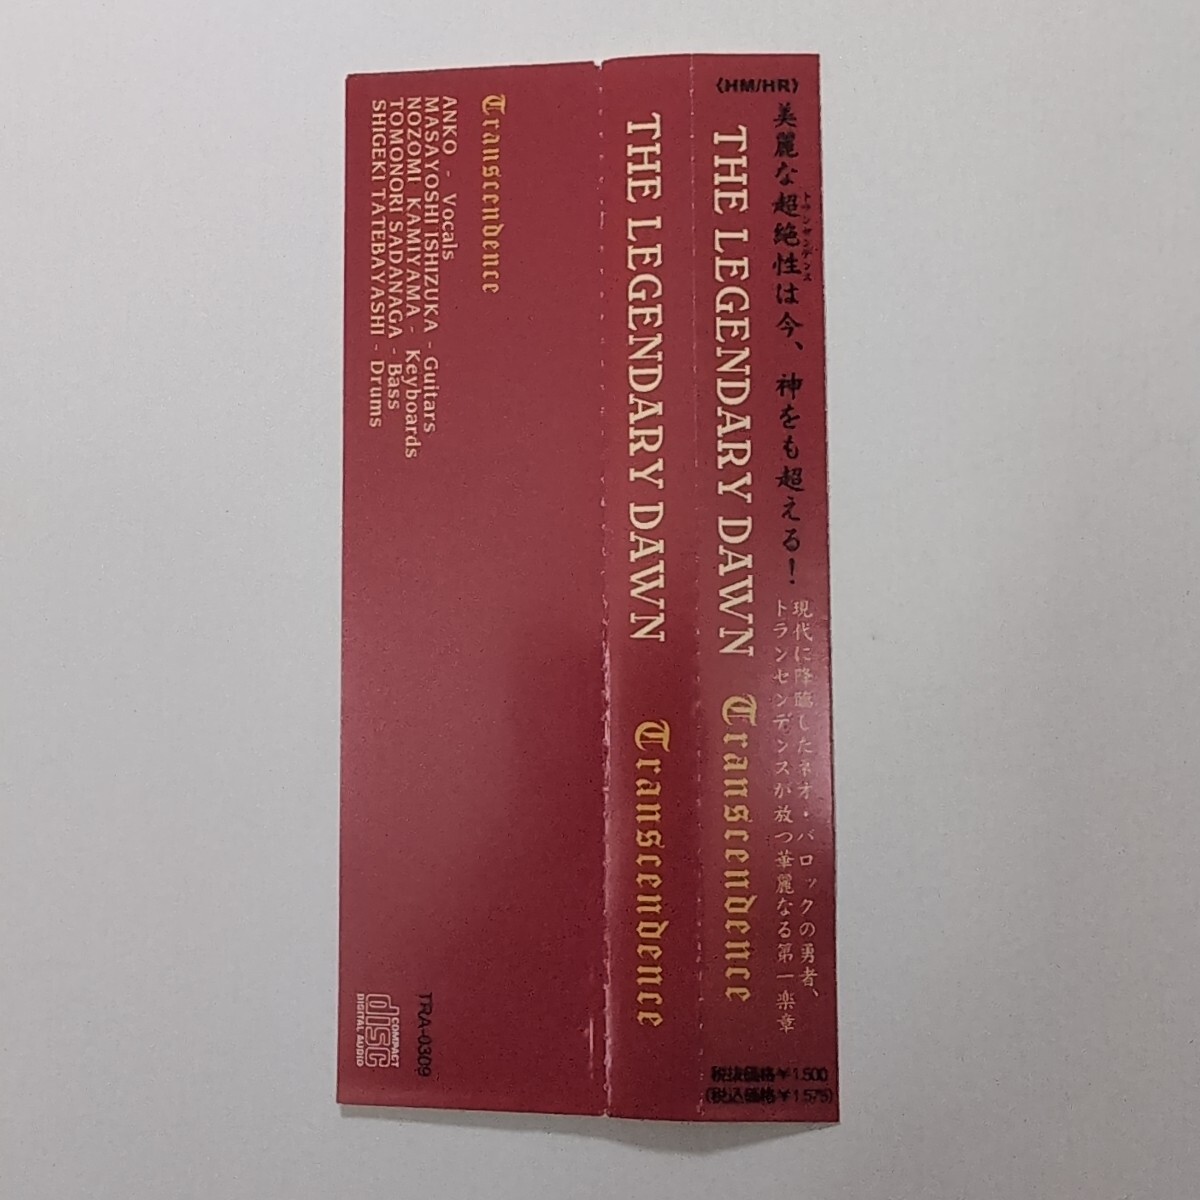 〈HM/HR〉
美麗な超絶性は今、神をも超える！
トランセンデンス
現代に降臨したネオ・バロックの勇者、
トランセンデンスが放つ華麗なる第一楽章
THE LEGENDARY DAWN Transcendence
税抜価格￥1.500
(税込価格￥1.575)
THE LEGENDARY DAWN Transcendence
Transcendence
ANKO - Vocals
MASAYOSHI ISHIZUKA - Guitars
NOZOMI KAMIYAMA - Keyboards
TOMONORI SADANAGA - Bass
SHIGEKI TATEBAYASHI - Drums
TRA-0309
COMPACT
disc
DIGITAL AUDIO